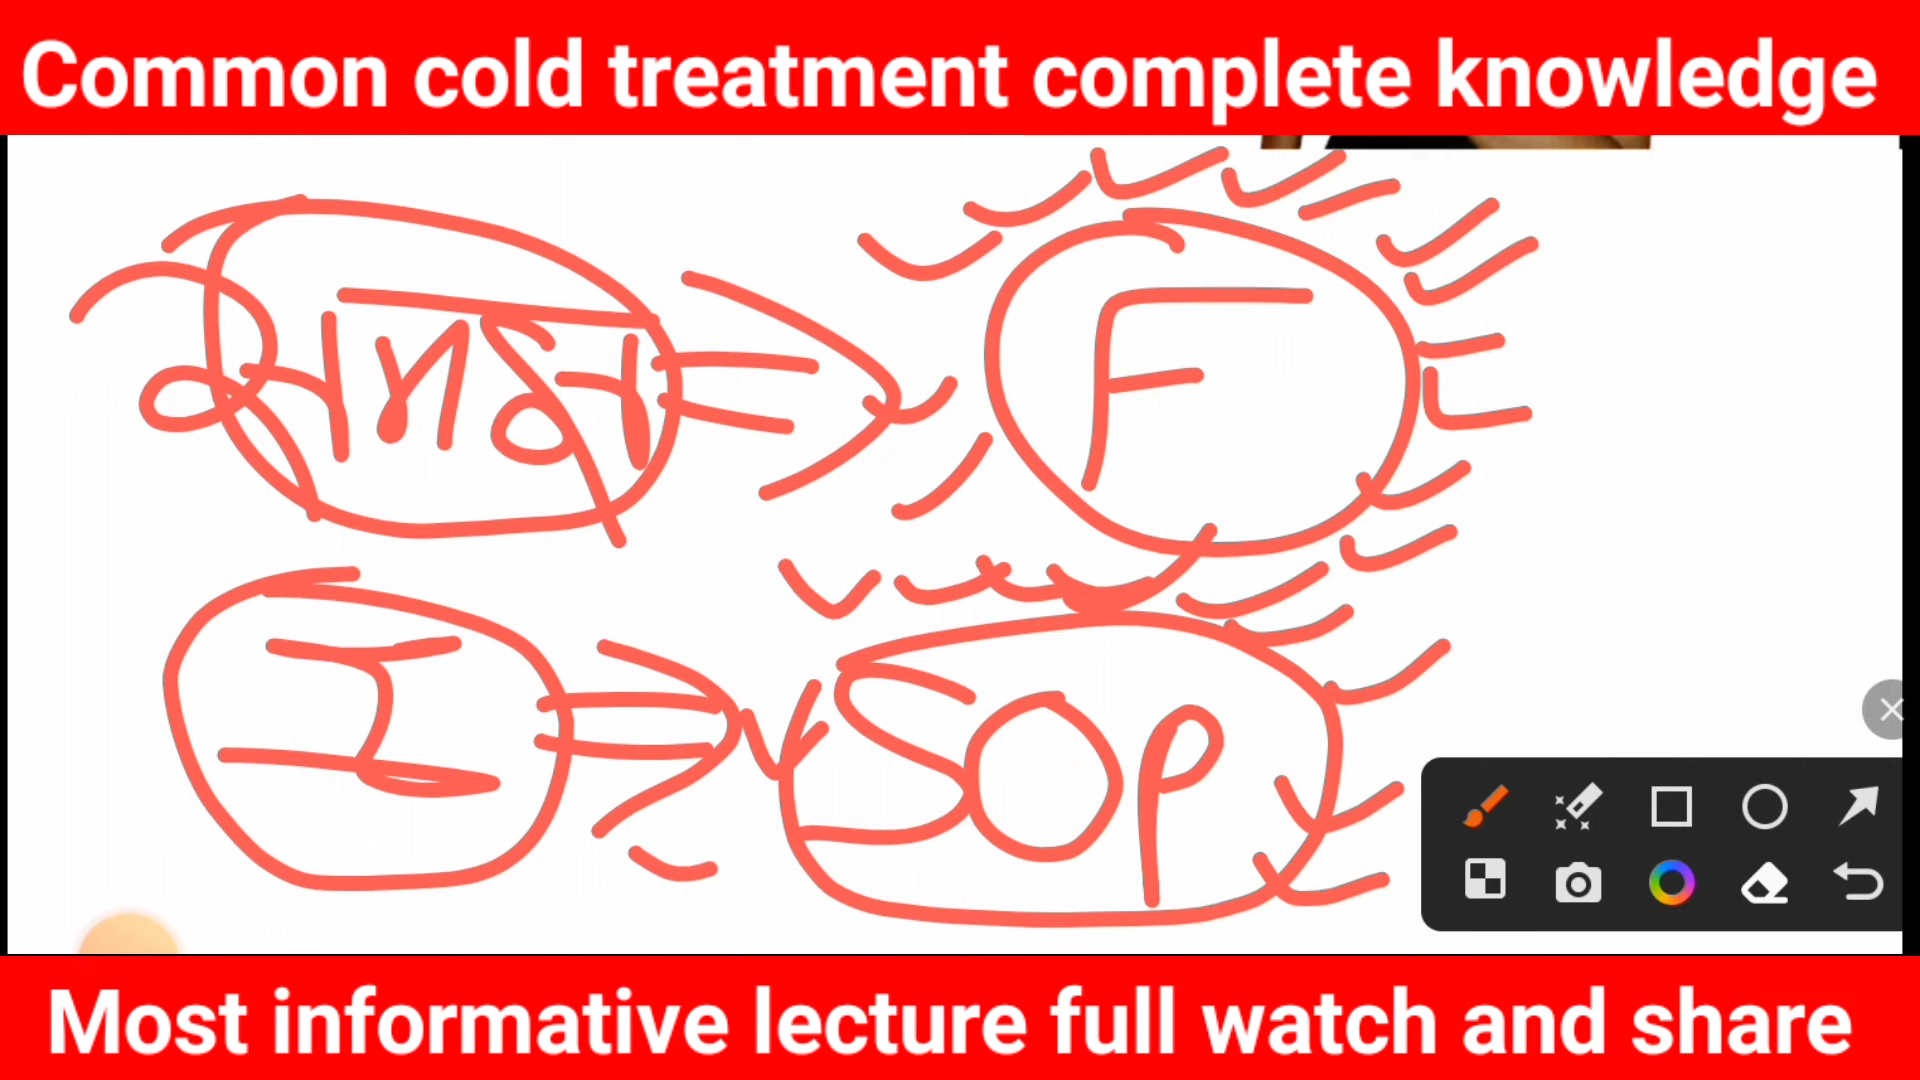 Common cold treatment complete knowledge
F
I ⇒ SOP
Most informative lecture full watch and share